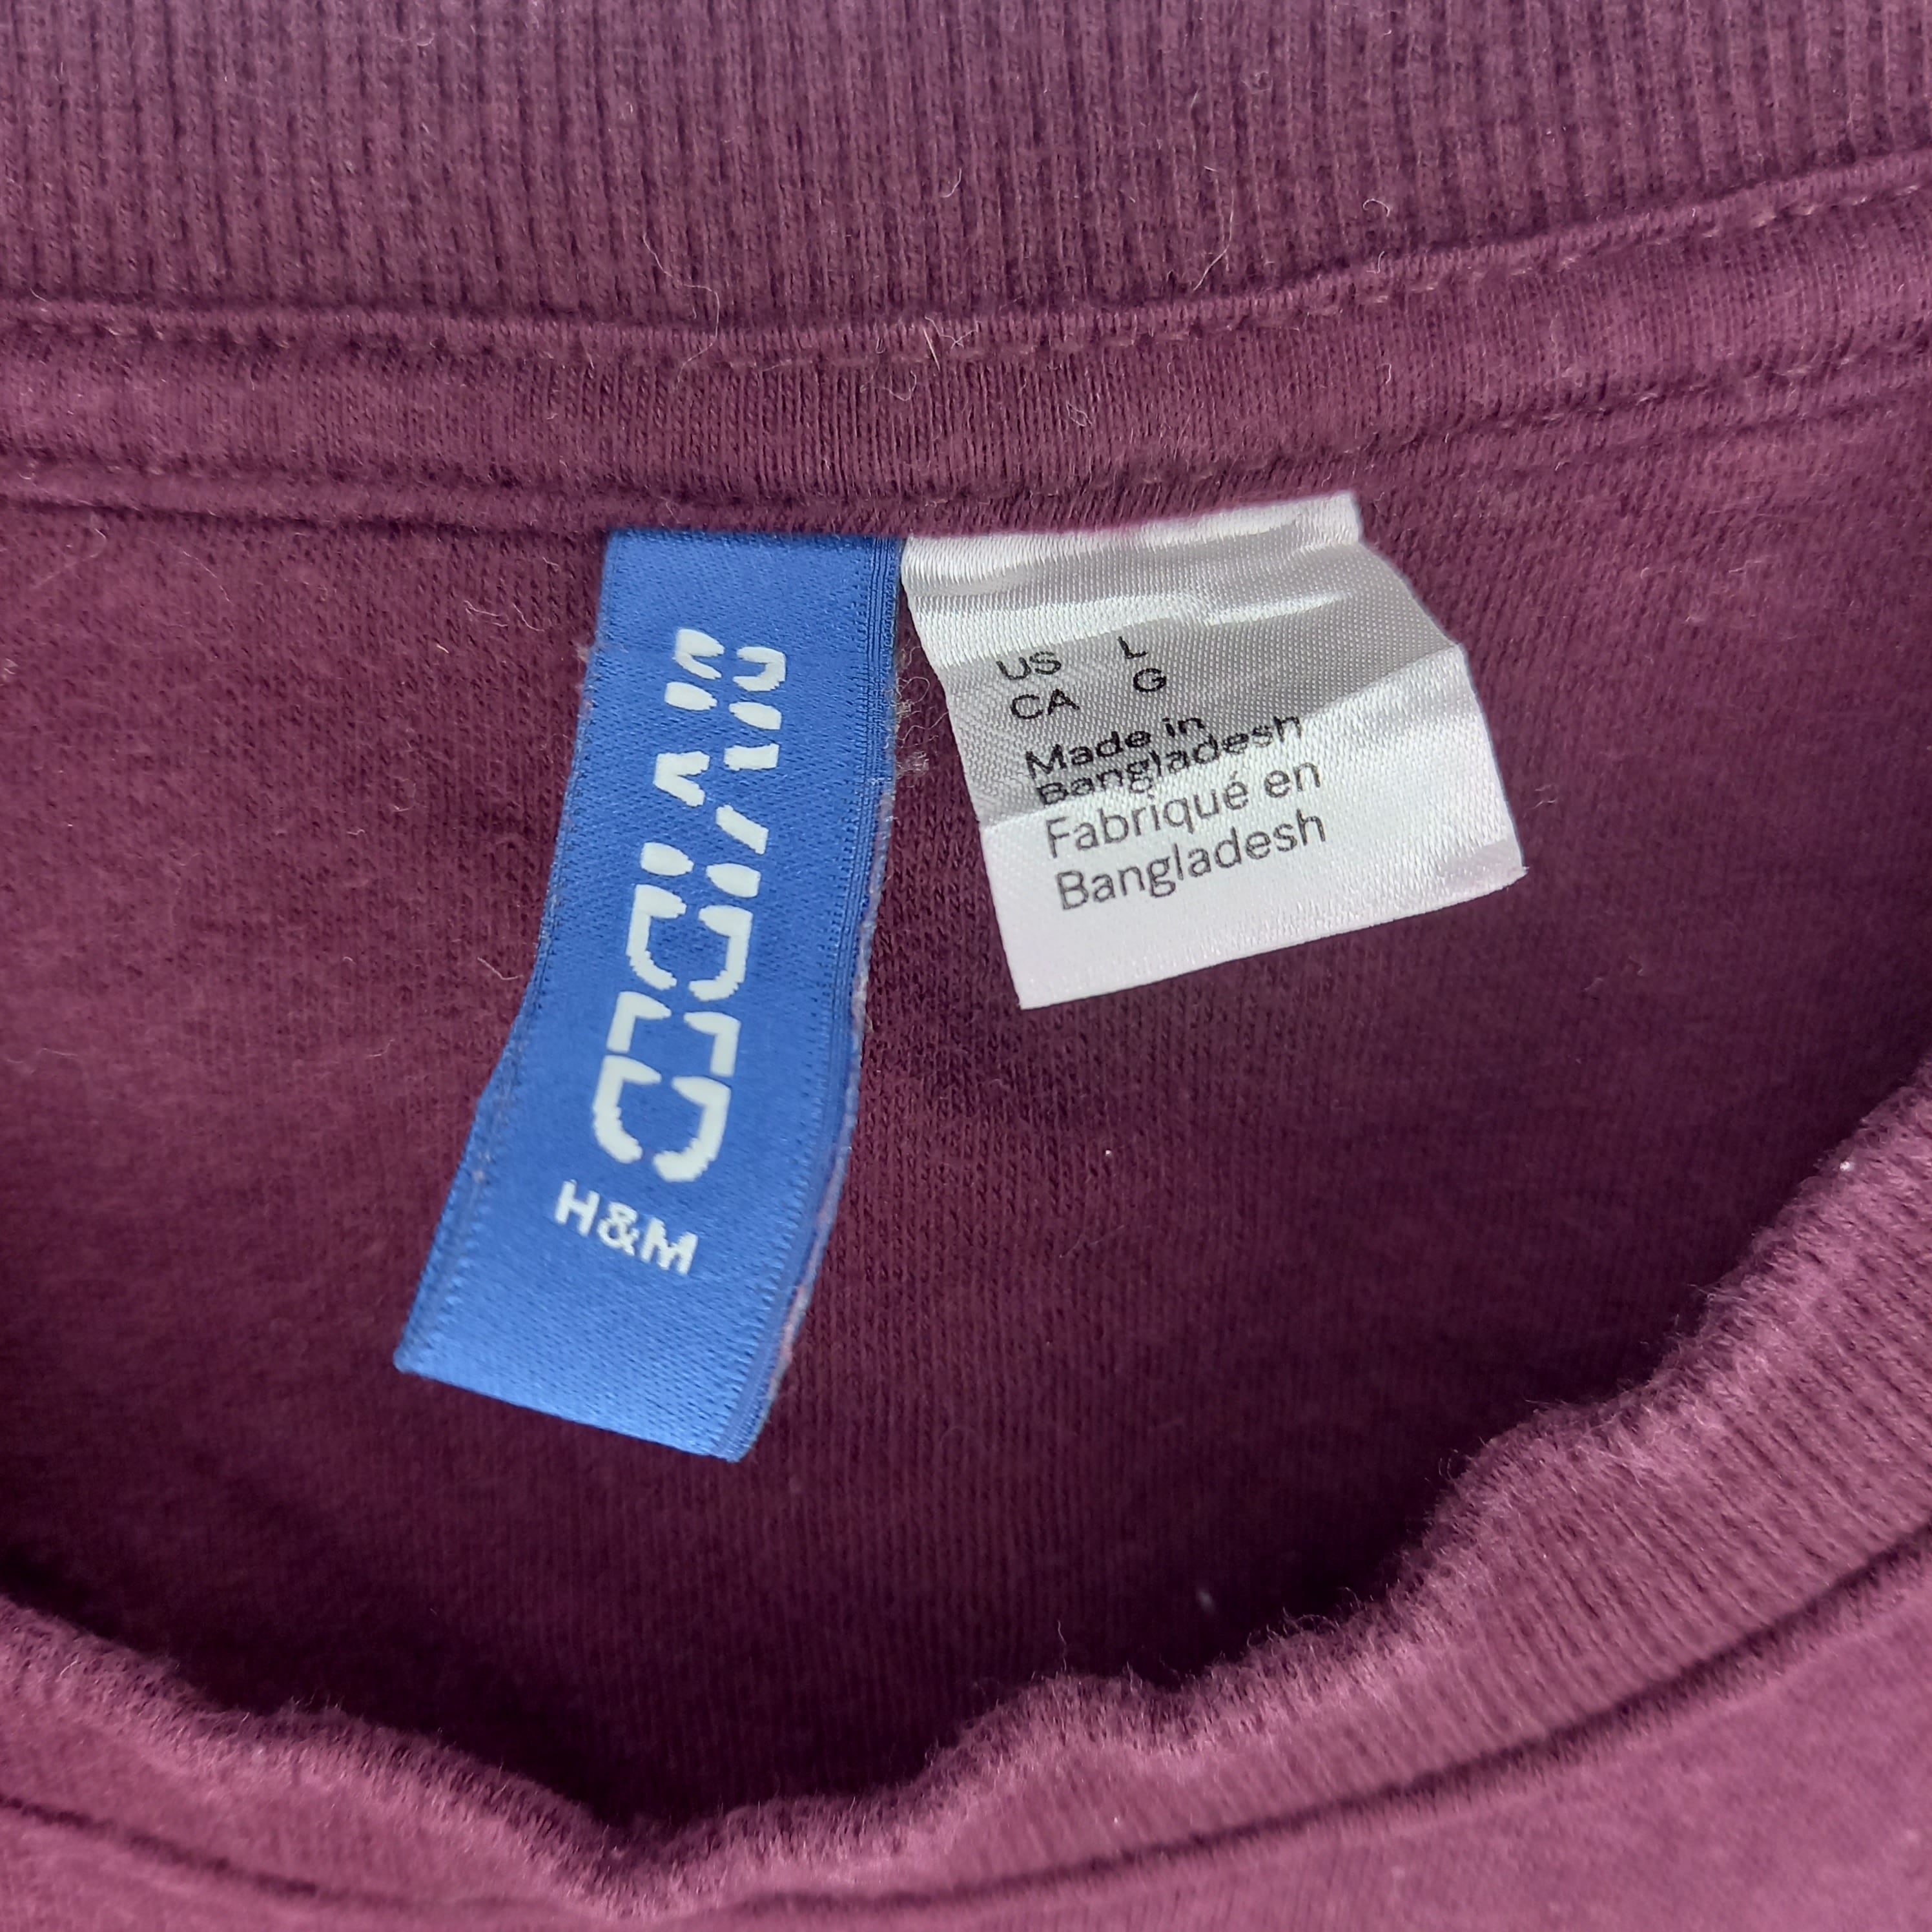 DIVIDED
H&M
US L
CA G
Made in
Bangladesh
Fabriqué en
Bangladesh